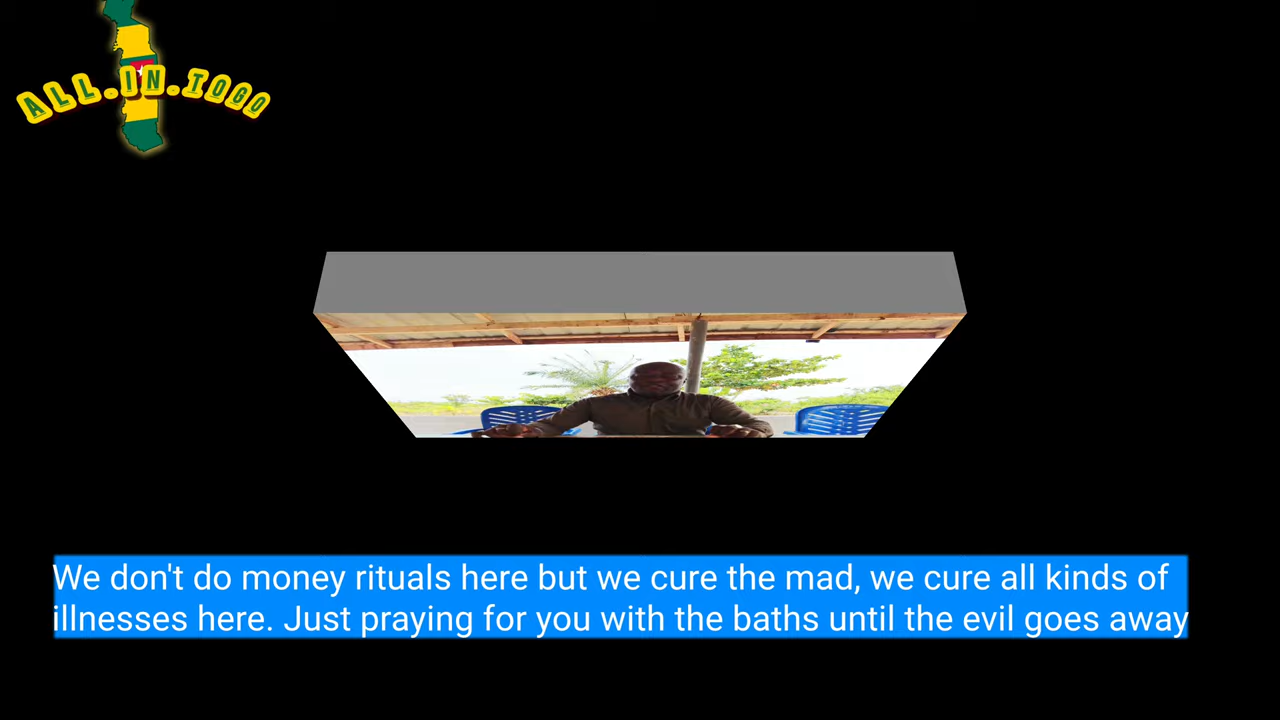 ALL.IN.TOGO
We don't do money rituals here but we cure the mad, we cure all kinds of
illnesses here. Just praying for you with the baths until the evil goes away